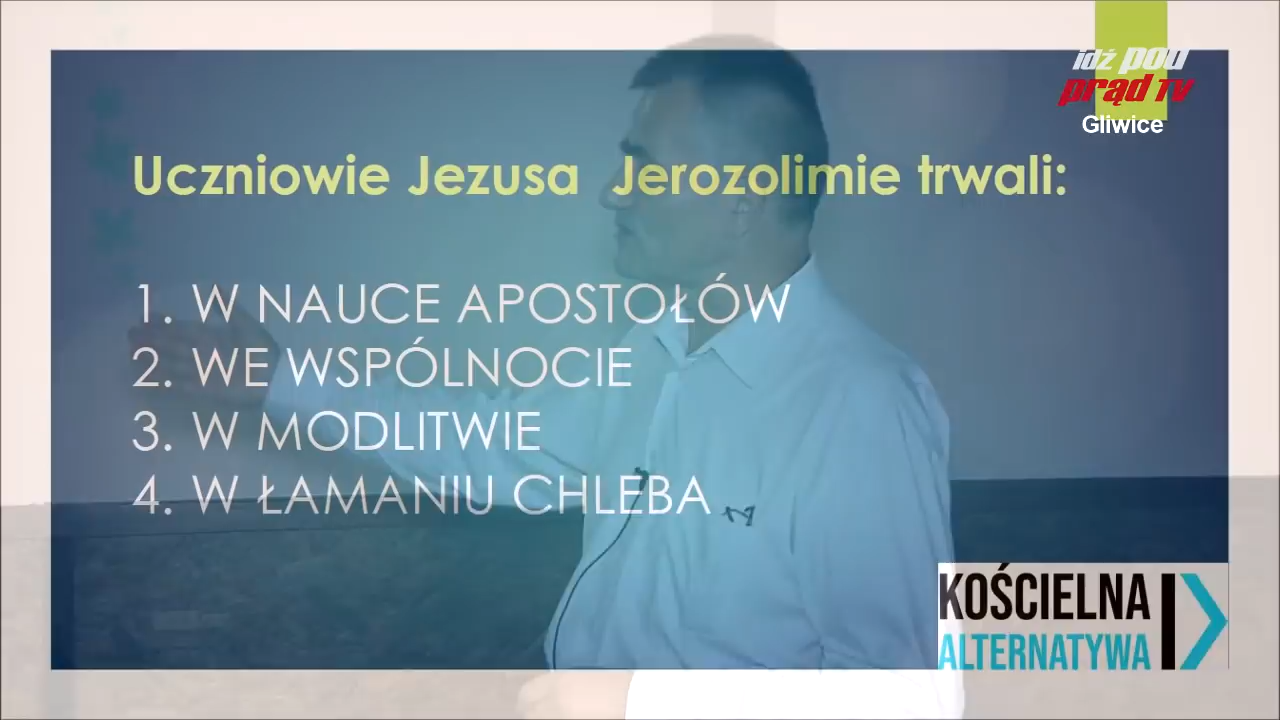 idź pod
prąd TV
Gliwice
Uczniowie Jezusa  Jerozolimie trwali:
1. W NAUCE APOSTOŁÓW
2. WE WSPÓLNOCIE
3. W MODLITWIE
4. W ŁAMANIU CHLEBA
KOŚCIELNA
ALTERNATYWA